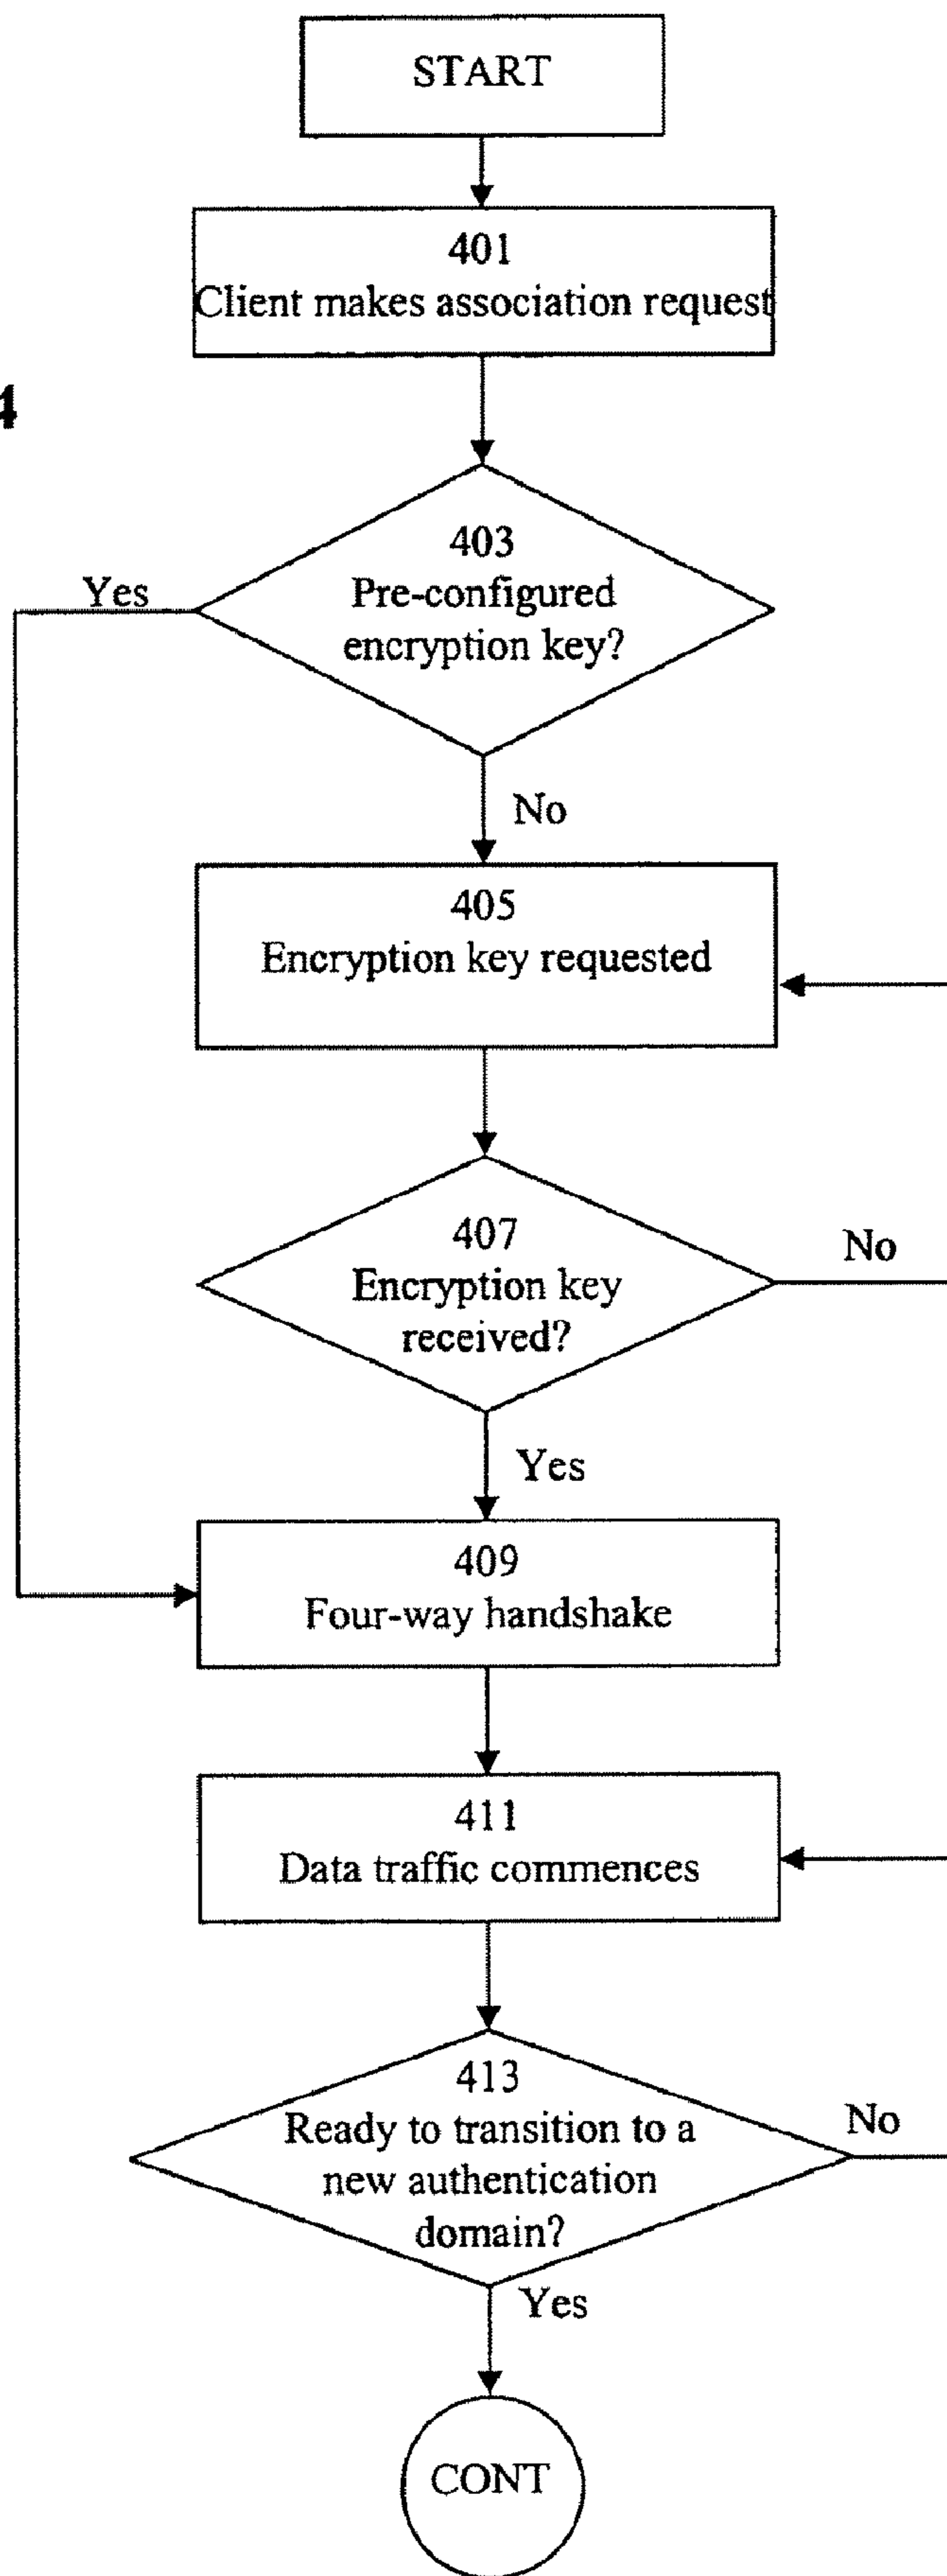 START
401
Client makes association request
4
403
Pre-configured
encryption key?
Yes
No
405
Encryption key requested
407
Encryption key
received?
No
Yes
409
Four-way handshake
411
Data traffic commences
413
Ready to transition to a
new authentication
domain?
No
Yes
CONT